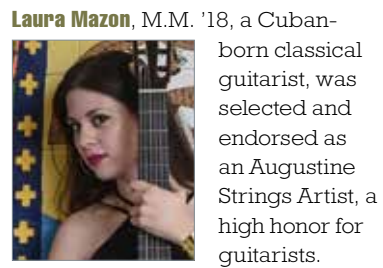 Laura Mazon, M.M. ’18, a Cuban-
born classical
guitarist, was
selected and
endorsed as
an Augustine
Strings Artist, a
high honor for
guitarists.